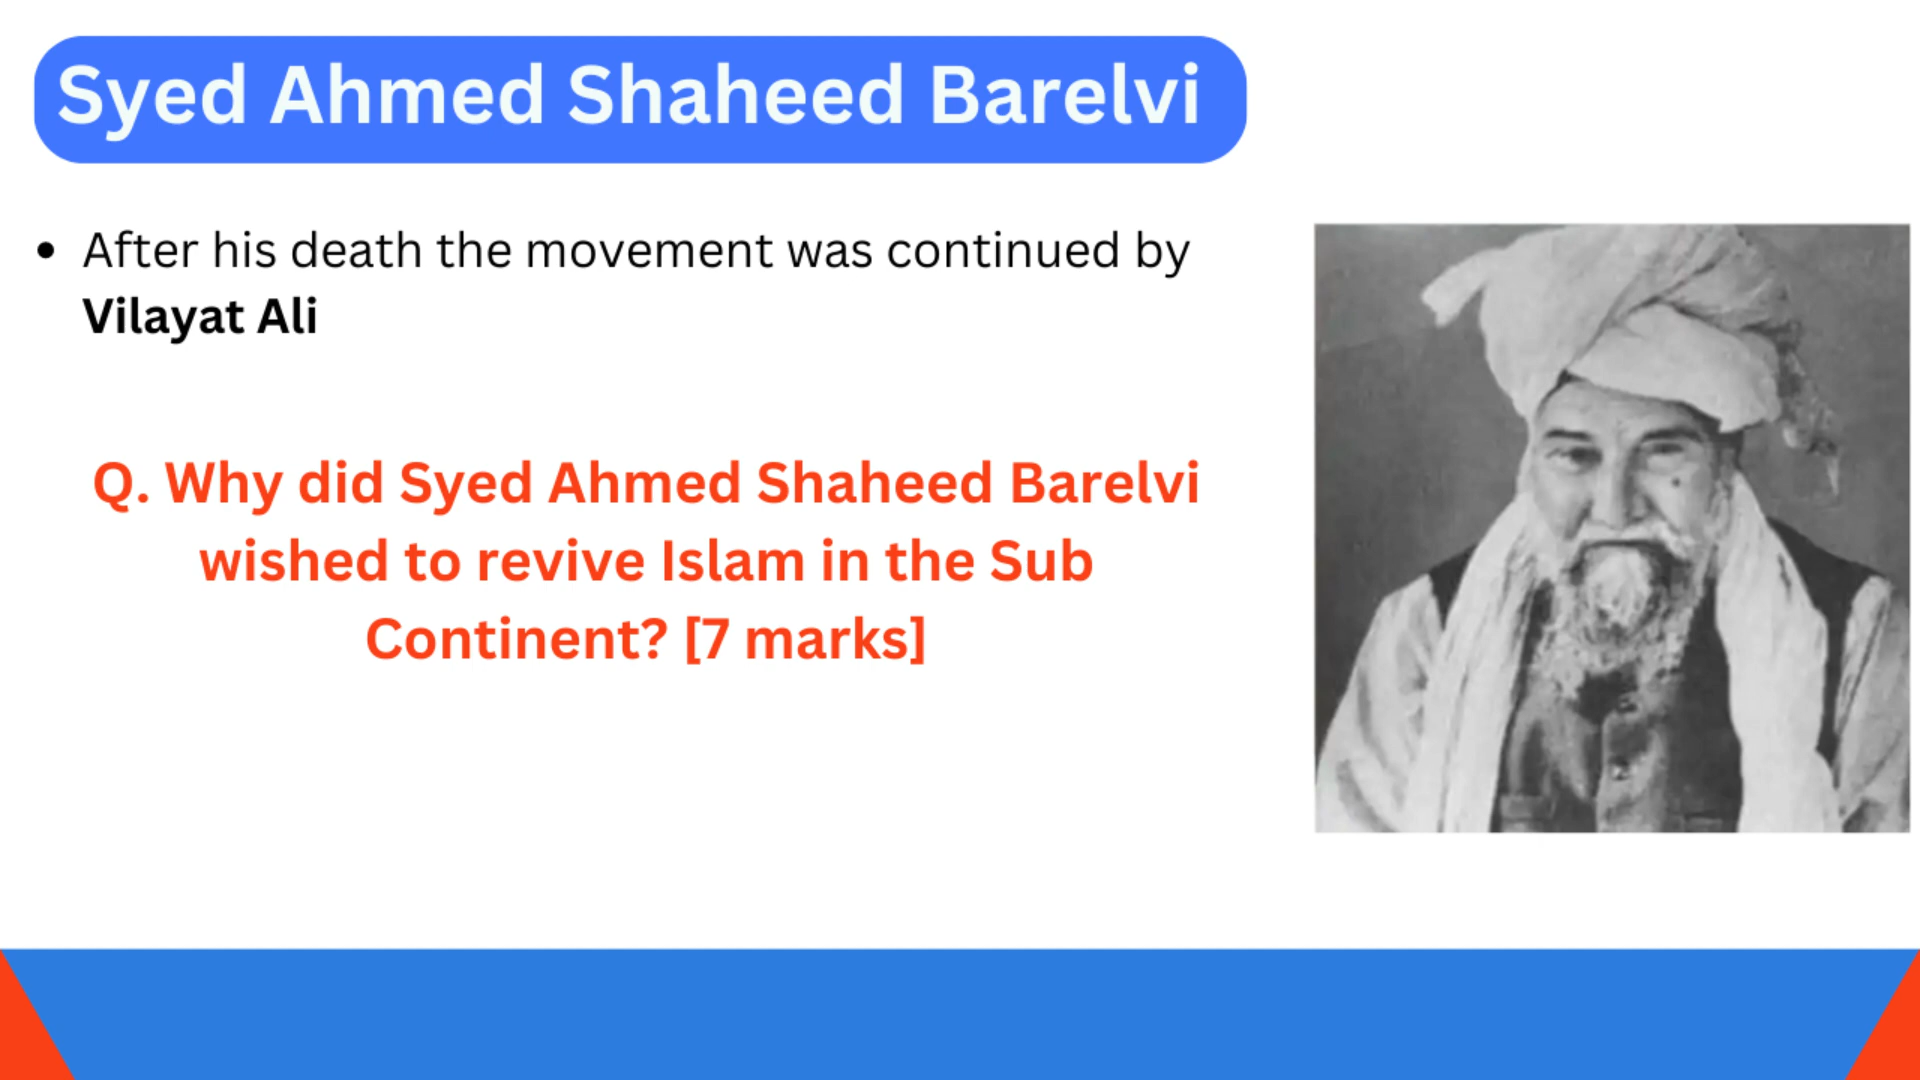 Syed Ahmed Shaheed Barelvi
• After his death the movement was continued by
Vilayat Ali
Q. Why did Syed Ahmed Shaheed Barelvi
wished to revive Islam in the Sub
Continent? [7 marks]